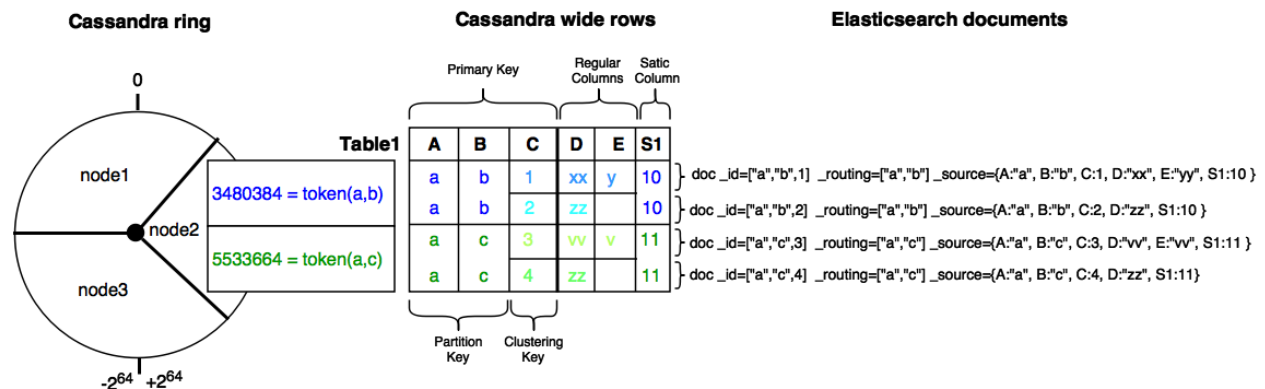 Cassandra ring
Cassandra wide rows
Elasticsearch documents
0
Primary Key
Regular
Columns
Satic
Column
Table1
A B C D E S1
node1
3480384 = token(a,b)
a b 1 xx y 10
doc _id=["a","b",1] _routing=["a","b"] _source={A:"a", B:"b", C:1, D:"xx", E:"yy", S1:10 }
a b 2 zz 10
doc _id=["a","b",2] _routing=["a","b"] _source={A:"a", B:"b", C:2, D:"zz", S1:10 }
node2
5533664 = token(a,c)
a c 3 vv v 11
doc _id=["a","c",3] _routing=["a","c"] _source={A:"a", B:"c", C:3, D:"vv", E:"vv", S1:11 }
a c 4 zz 11
doc _id=["a","c",4] _routing=["a","c"] _source={A:"a", B:"c", C:4, D:"zz", S1:11}
node3
Partition
Key
Clustering
Key
-2^64 +2^64